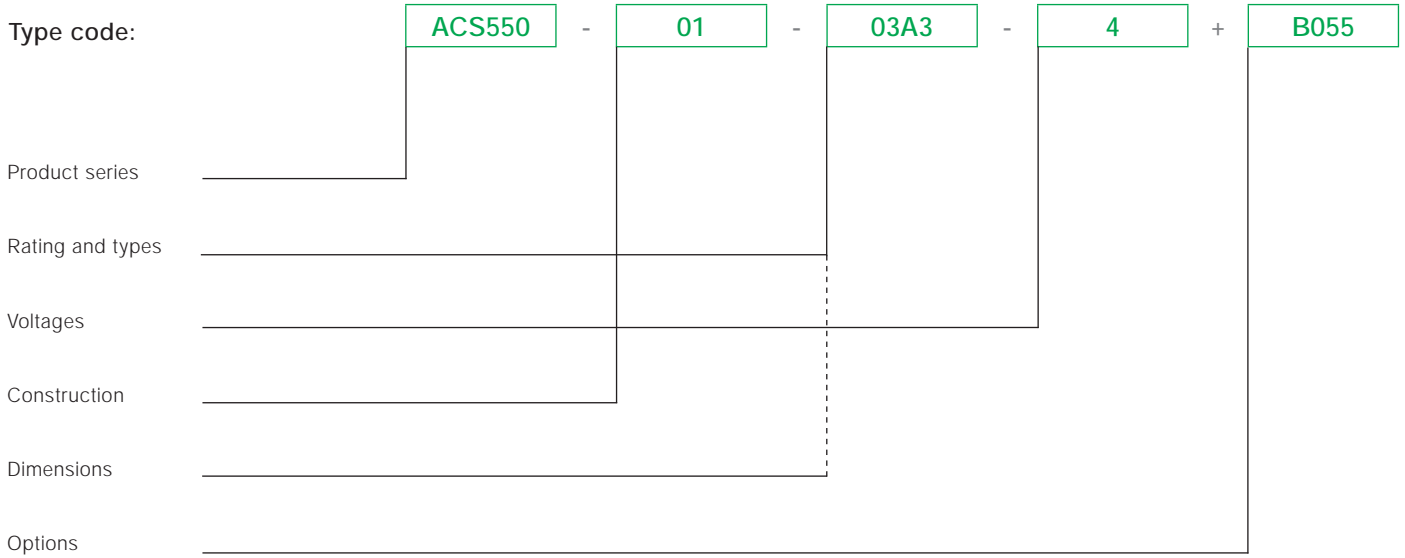 Type code: ACS550 - 01 - 03A3 - 4 + B055
Product series
Rating and types
Voltages
Construction
Dimensions
Options